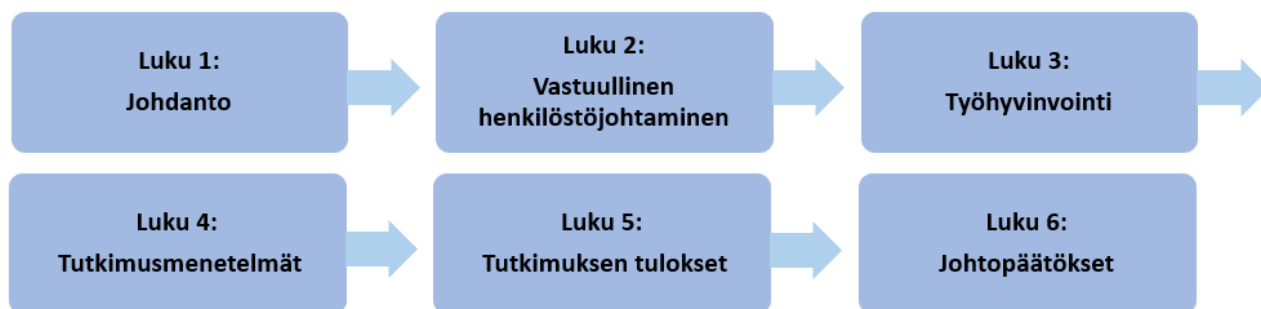 Luku 1:
Johdanto
Luku 2:
Vastuullinen
henkilöstöjohtaminen
Luku 3:
Työhyvinvointi
Luku 4:
Tutkimusmenetelmät
Luku 5:
Tutkimuksen tulokset
Luku 6:
Johtopäätökset